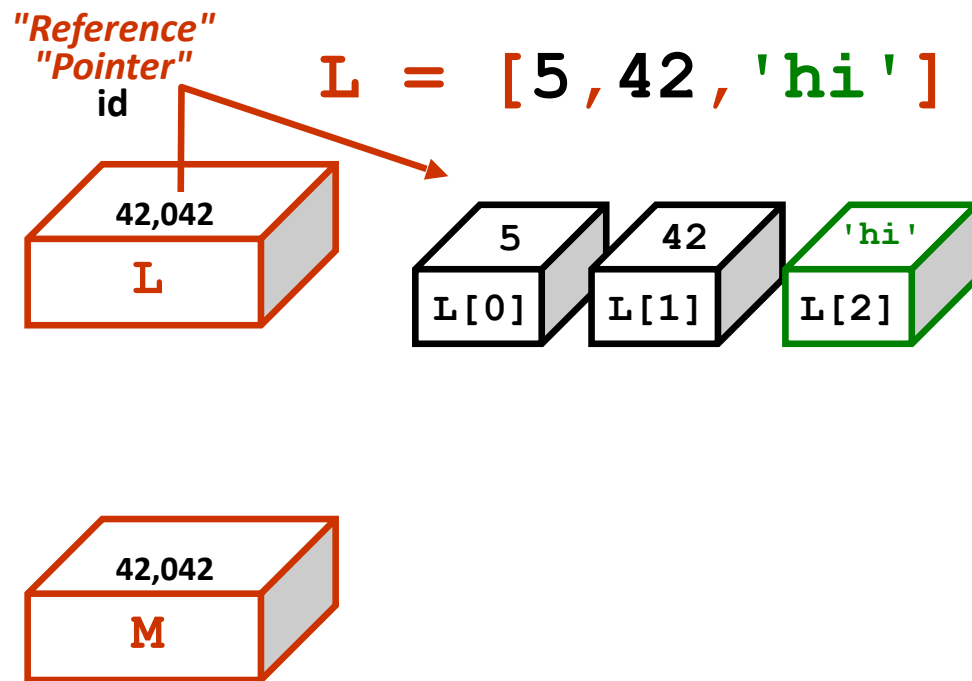 "Reference"
"Pointer"
id
L = [5,42,'hi']
42,042
L
5
42
'hi'
L[0]
L[1]
L[2]
42,042
M